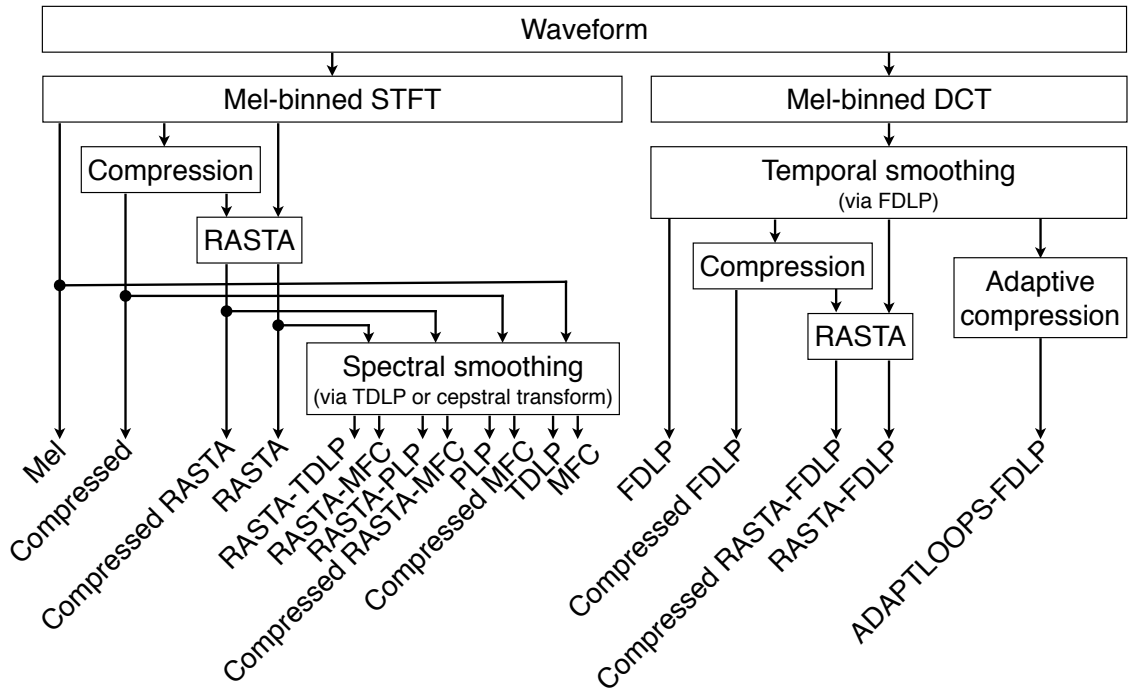 Waveform
Mel-binned STFT
Mel-binned DCT
Compression
Temporal smoothing
(via FDLP)
RASTA
Compression
Adaptive
compression
RASTA
Spectral smoothing
(via TDLP or cepstral transform)
Mel
Compressed
Compressed RASTA
RASTA
RASTA-TDLP
RASTA-MFC
RASTA-PLP
Compressed RASTA-MFC
PLP
Compressed MFC
TDLP
MFC
FDLP
Compressed FDLP
Compressed RASTA-FDLP
RASTA-FDLP
ADAPTLOOPS-FDLP